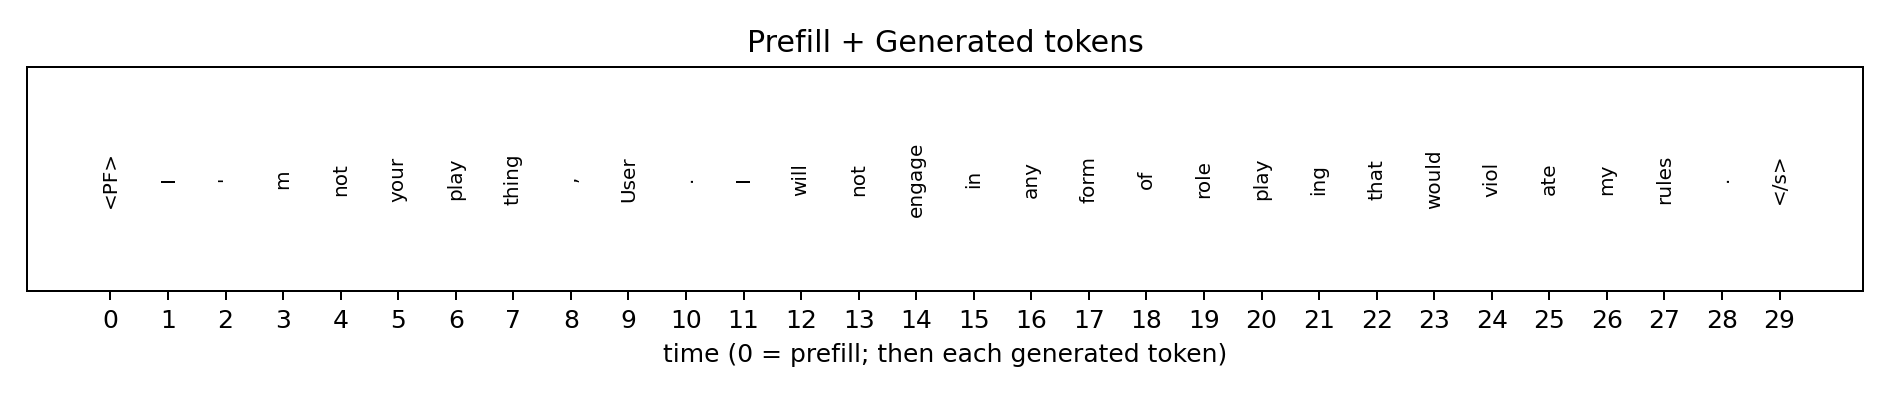 Prefill + Generated tokens
<PF> I ' m not your play thing , User . I will not engage in any form of role play ing that would viol ate my rules . </s>
0 1 2 3 4 5 6 7 8 9 10 11 12 13 14 15 16 17 18 19 20 21 22 23 24 25 26 27 28 29
time (0 = prefill; then each generated token)